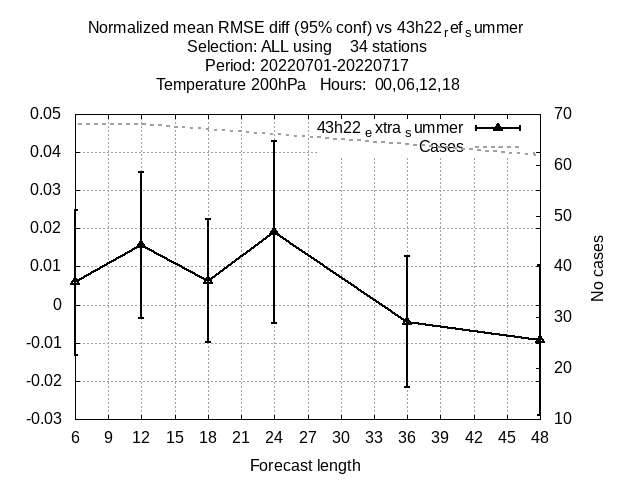 Normalized mean RMSE diff (95% conf) vs 43h22refsummer
Selection: ALL using 34 stations
Period: 20220701-20220717
Temperature 200hPa Hours: 00,06,12,18
0.05 70
43h22extrasummer
Cases
0.04 60
0.03
0.02 50
0.01 40
0 30
-0.01
-0.02 20
-0.03 10
No cases
6 9 12 15 18 21 24 27 30 33 36 39 42 45 48
Forecast length